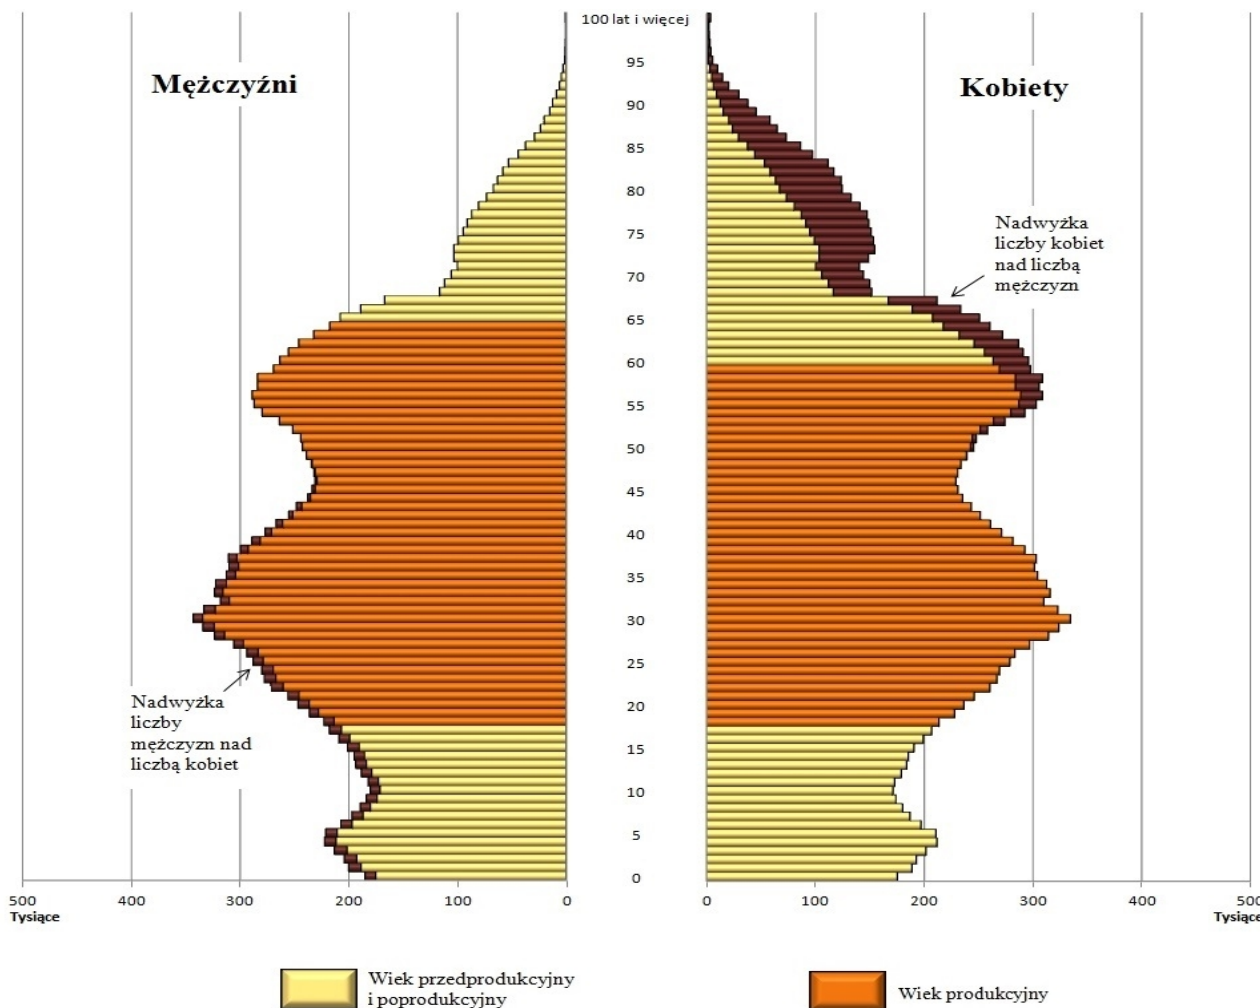 100 lat i więcej
Mężczyźni
Kobiety
95
90
85
80
75
70
65
60
55
50
45
40
35
30
25
20
15
10
5
0
Nadwyżka
liczby kobiet
nad liczbą
mężczyzn
Nadwyżka
liczby
mężczyzn nad
liczbą kobiet
500 400 300 200 100 0
0 100 200 300 400 500
Tysiące
Tysiące
Wiek przedprodukcyjny
i poprodukcyjny
Wiek produkcyjny